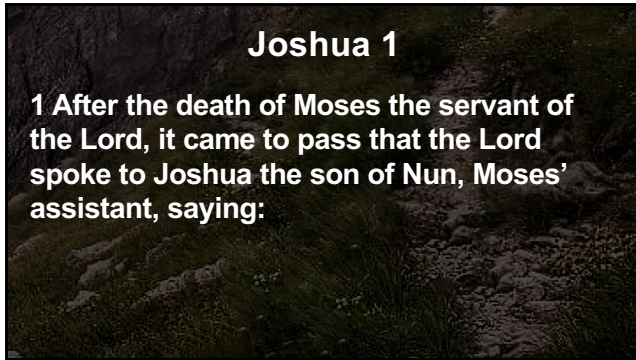 Joshua 1
1 After the death of Moses the servant of
the Lord, it came to pass that the Lord
spoke to Joshua the son of Nun, Moses’
assistant, saying: